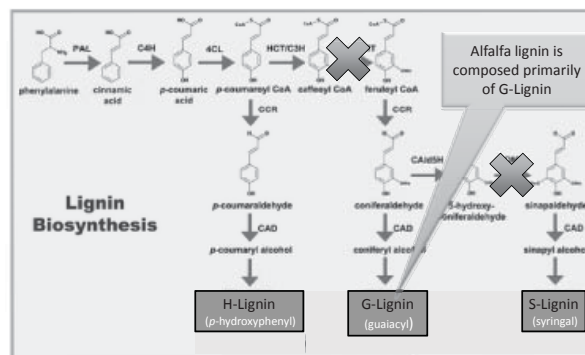 Alfalfa lignin is
composed primarily
of G-Lignin
PAL
C4H
4CL
HCT/C3H
phenylalanine
cinnamic
acid
p-coumaric
acid
p-coumaroyl CoA
caffeoyl CoA
feruloyl CoA
CCR
CCR
CAld5H
Lignin
Biosynthesis
p-coumaraldehyde
coniferaldehyde
5-hydroxy-
coniferaldehyde
sinapaldehyde
CAD
CAD
CAD
p-coumaryl alcohol
coniferyl alcohol
sinapyl alcohol
H-Lignin
(p-hydroxyphenyl)
G-Lignin
(guaiacyl)
S-Lignin
(syringal)